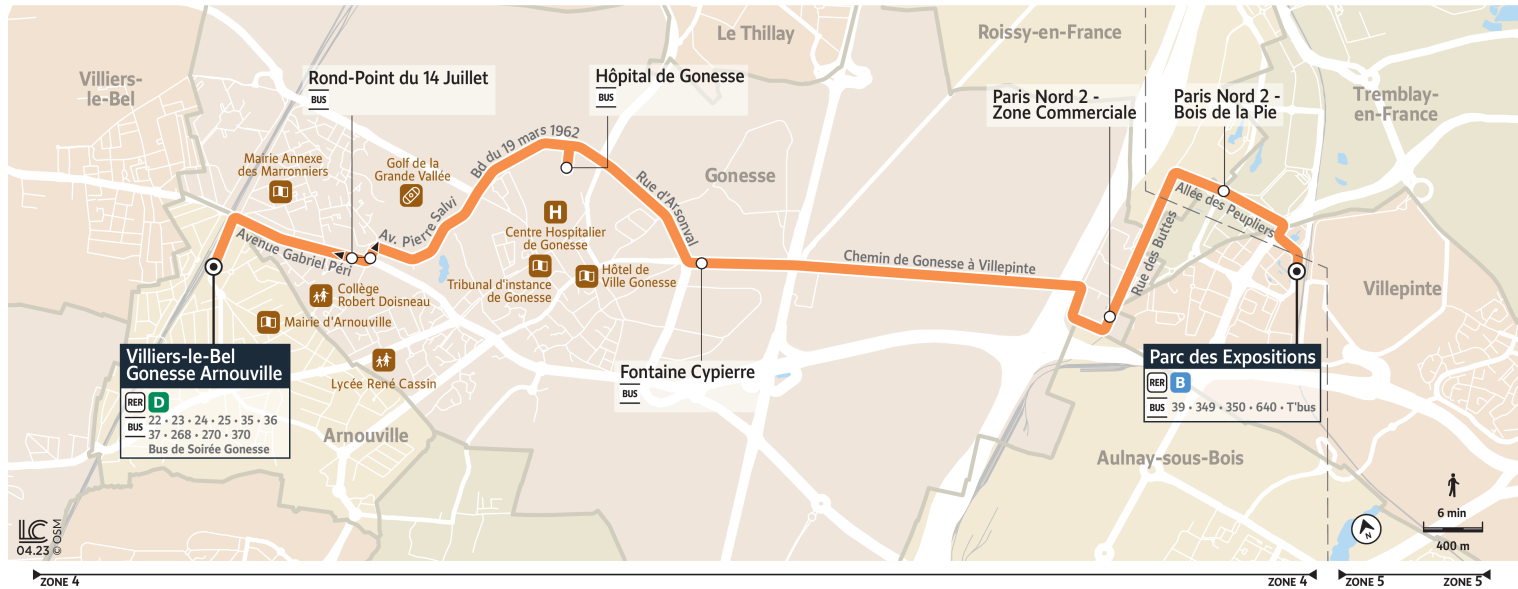 Le Thillay
Roissy-en-France
Villiers-
le-Bel
Rond-Point du 14 Juillet
BUS
Hôpital de Gonesse
BUS
Paris Nord 2 -
Zone Commerciale
Paris Nord 2 -
Bois de la Pie
Tremblay-
en-France
Mairie Annexe
des Marronniers
Golf de la
Grande Vallée
Bd du 19 mars 1962
Gonesse
Rue d'Arsonval
Av. Pierre Salvi
Avenue Gabriel Péri
H
Centre Hospitalier
de Gonesse
Tribunal d'instance
de Gonesse
Hôtel de
Ville Gonesse
Chemin de Gonesse à Villepinte
Rue des Buttes
Allée des Peupliers
Villepinte
Collège
Robert Doisneau
Mairie d'Arnouville
Lycée René Cassin
Villiers-le-Bel
Gonesse Arnouville
RER D
BUS
22 • 23 • 24 • 25 • 35 • 36
37 • 268 • 270 • 370
Bus de Soirée Gonesse
Arnouville
Fontaine Cypierre
BUS
Parc des Expositions
RER B
BUS 39 • 349 • 350 • 640 • T'bus
Aulnay-sous-Bois
6 min
400 m
N
LC
04.23 © OSM
ZONE 4
ZONE 4
ZONE 5
ZONE 5